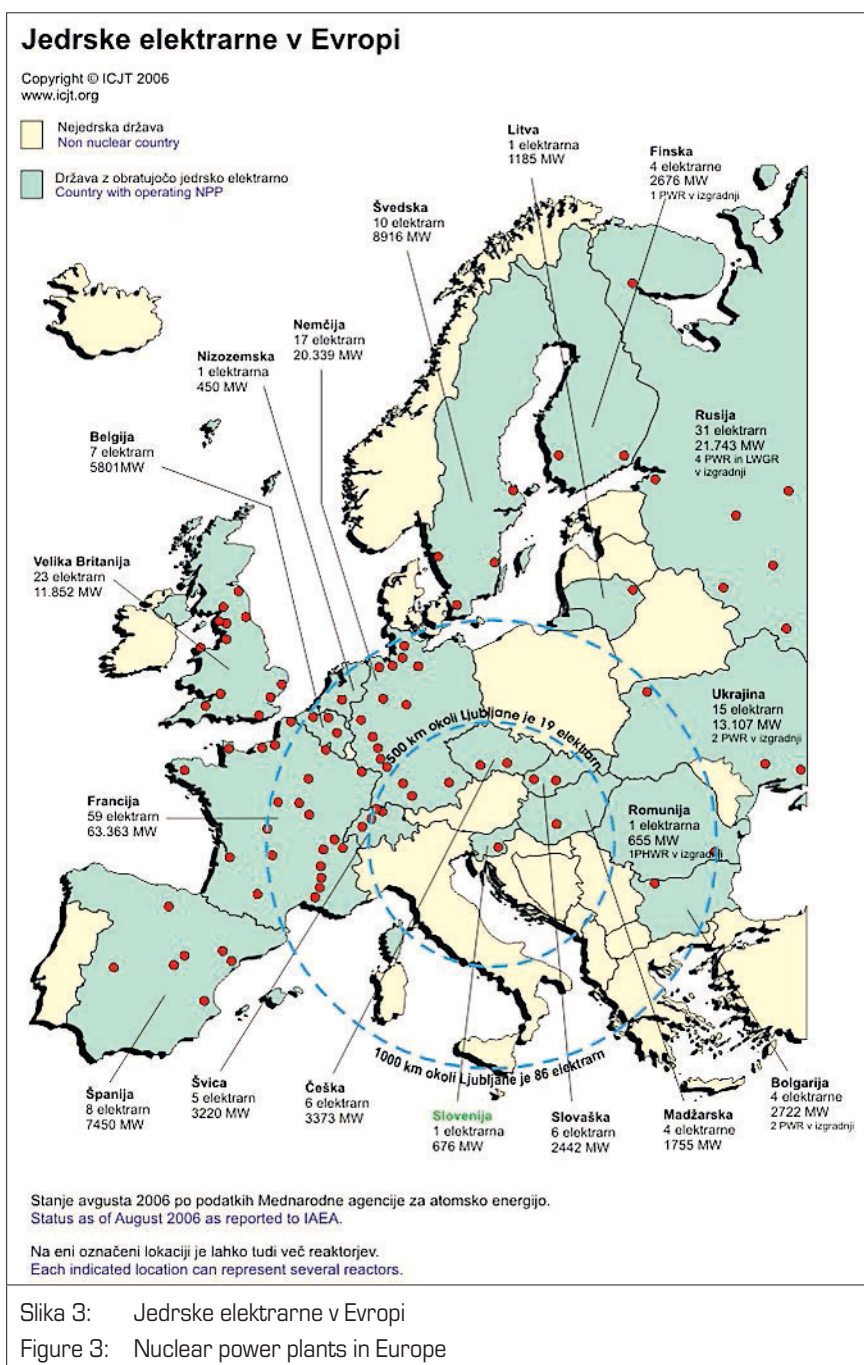 Jedrske elektrarne v Evropi
Copyright © ICJT 2006
www.icjt.org
Nejedrska država
Non nuclear country
Država z obratujočo jedrsko elektrarno
Country with operating NPP
Litva
1 elektrarna
1185 MW
Finska
4 elektrarne
2676 MW
1 PWR v izgradnji
Švedska
10 elektrarn
8916 MW
Nemčija
17 elektrarn
20.339 MW
Nizozemska
1 elektrarna
450 MW
Belgija
7 elektrarn
5801MW
Rusija
31 elektrarn
21.743 MW
4 PWR in LWGR
v izgradnji
Velika Britanija
23 elektrarn
11.852 MW
Ukrajina
15 elektrarn
13.107 MW
2 PWR v izgradnji
500 km okoli Ljubljane je 19 elektrarn
Francija
59 elektrarn
63.363 MW
Romunija
1 elektrarna
655 MW
1PHWR v izgradnji
1000 km okoli Ljubljane je 86 elektrarn
Španija
8 elektrarn
7450 MW
Švica
5 elektrarn
3220 MW
Češka
6 elektrarn
3373 MW
Slovenija
1 elektrarna
676 MW
Slovaška
6 elektrarn
2442 MW
Madžarska
4 elektrarne
1755 MW
Bolgarija
4 elektrarne
2722 MW
2 PWR v izgradnji
Stanje avgusta 2006 po podatkih Mednarodne agencije za atomsko energijo.
Status as of August 2006 as reported to IAEA.
Na eni označeni lokaciji je lahko tudi več reaktorjev.
Each indicated location can represent several reactors.
Slika 3: Jedrske elektrarne v Evropi
Figure 3: Nuclear power plants in Europe